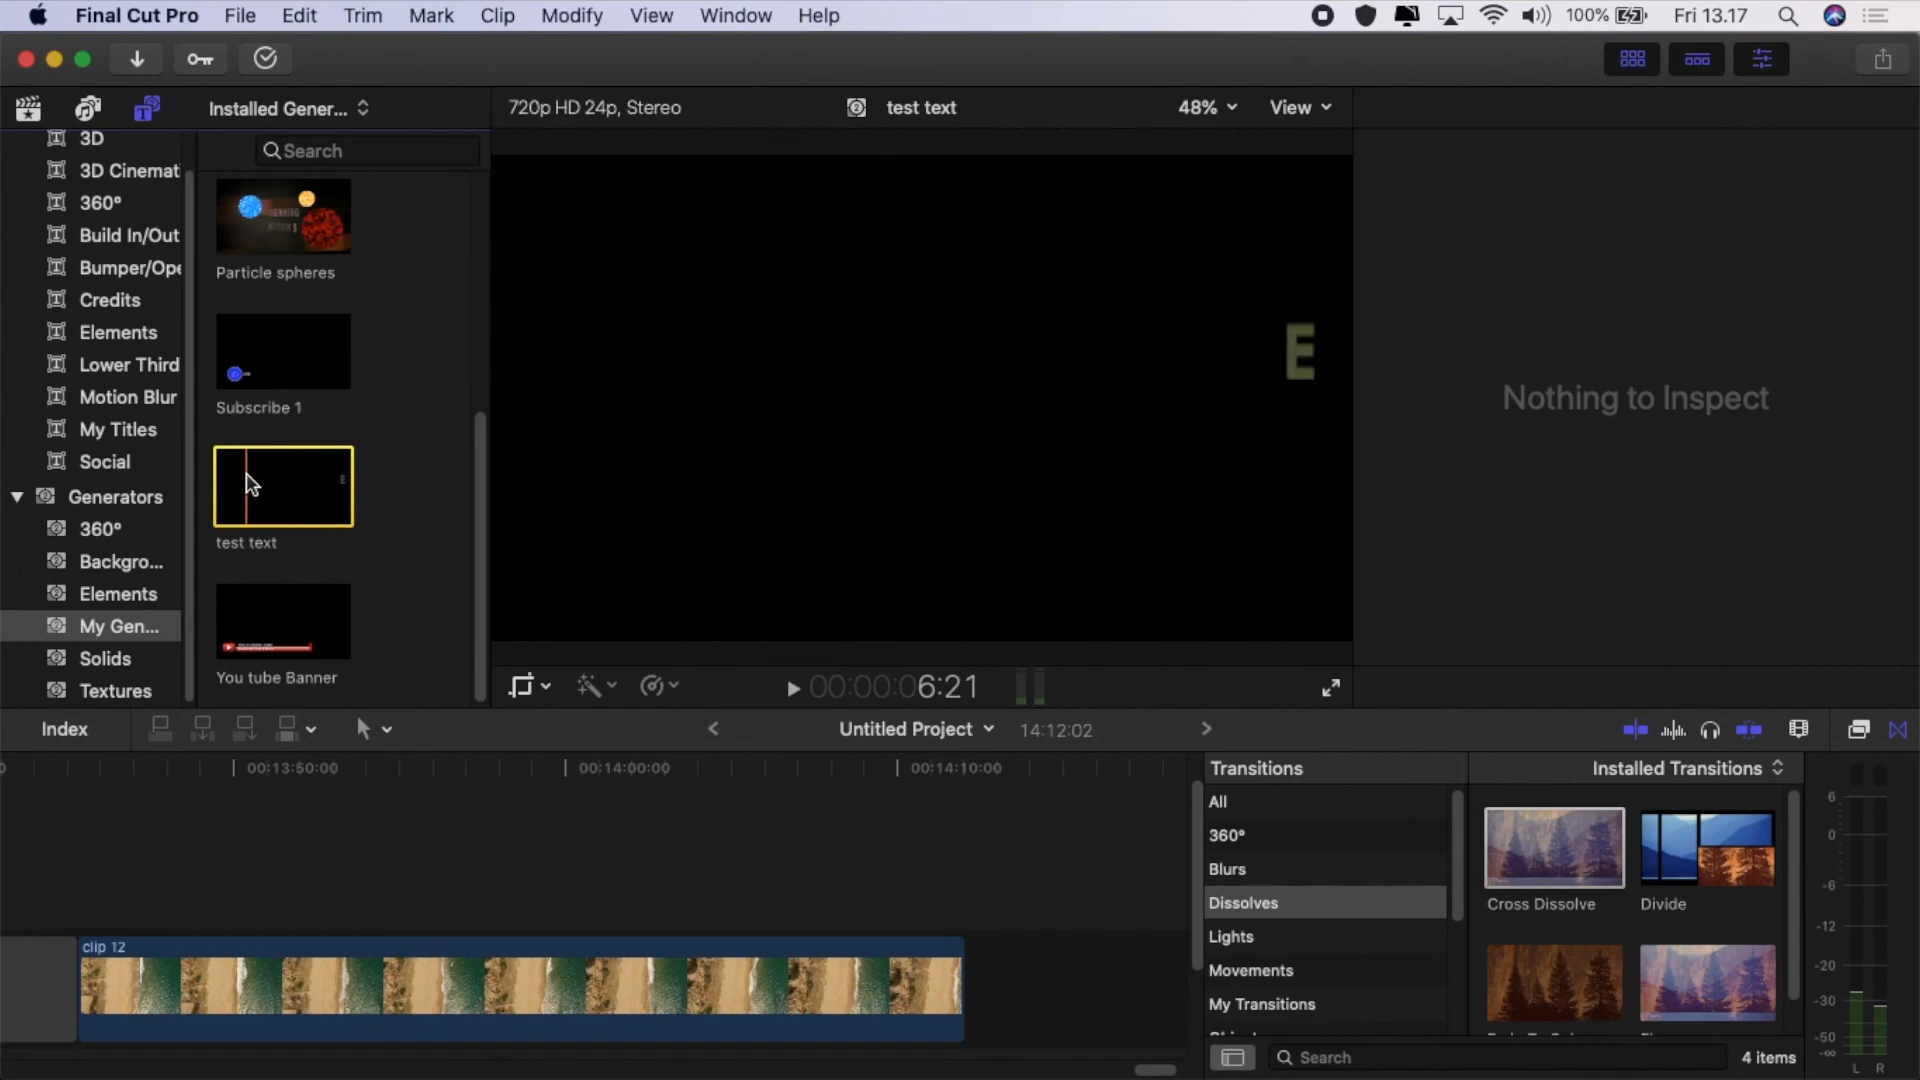 Final Cut Pro File Edit Trim Mark Clip Modify View Window Help 100% Fri 13.17
Installed Gener... 720p HD 24p, Stereo test text 48% View
3D
Search
3D Cinemat
360°
Build In/Out
Bumper/Ope
Particle spheres
Credits
Elements
Lower Third
Motion Blur
Subscribe 1
My Titles
Social
Generators
360°
test text
Backgro...
Elements
My Gen...
Solids
You tube Banner
Textures
E
Nothing to Inspect
00:00:06:21
Index Untitled Project 14:12:02
00:13:50:00 00:14:00:00 00:14:10:00
Transitions Installed Transitions
All
360°
Blurs
Dissolves
Lights
Movements
My Transitions
Cross Dissolve Divide
clip 12
6
0
-6
-12
-20
-30
-50
-∞
L R
Search 4 items